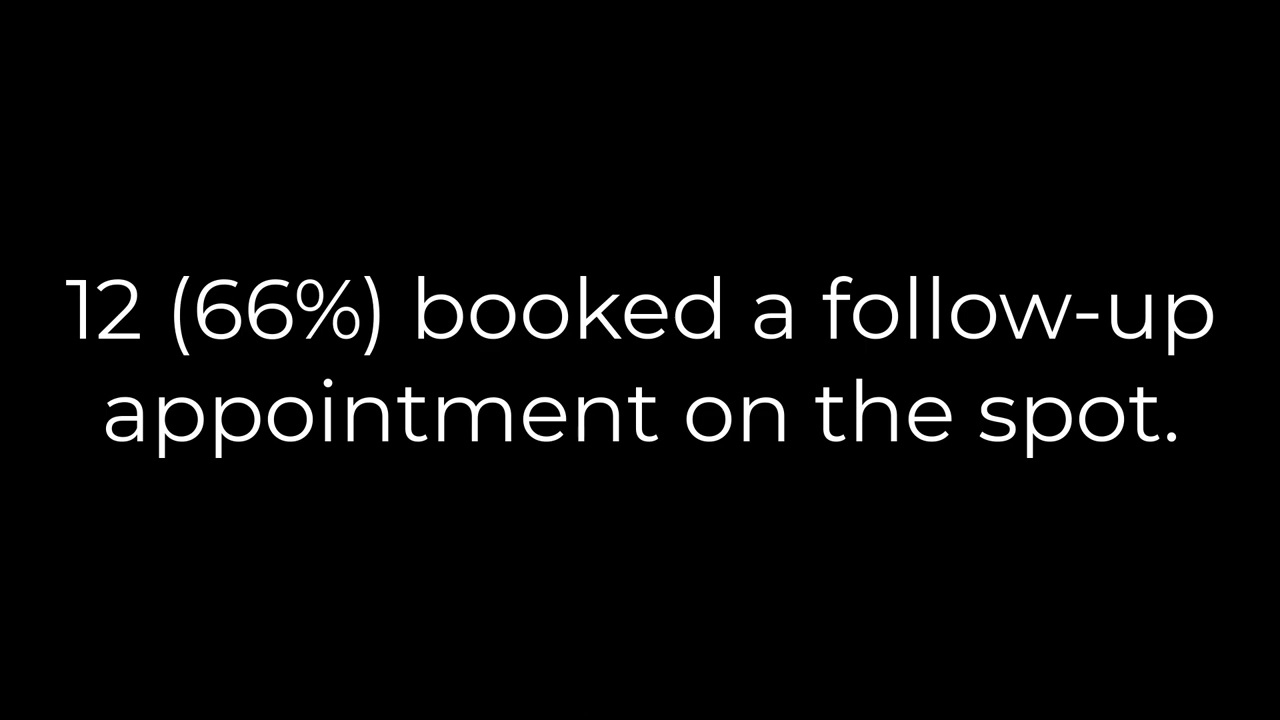 12 (66%) booked a follow-up
appointment on the spot.